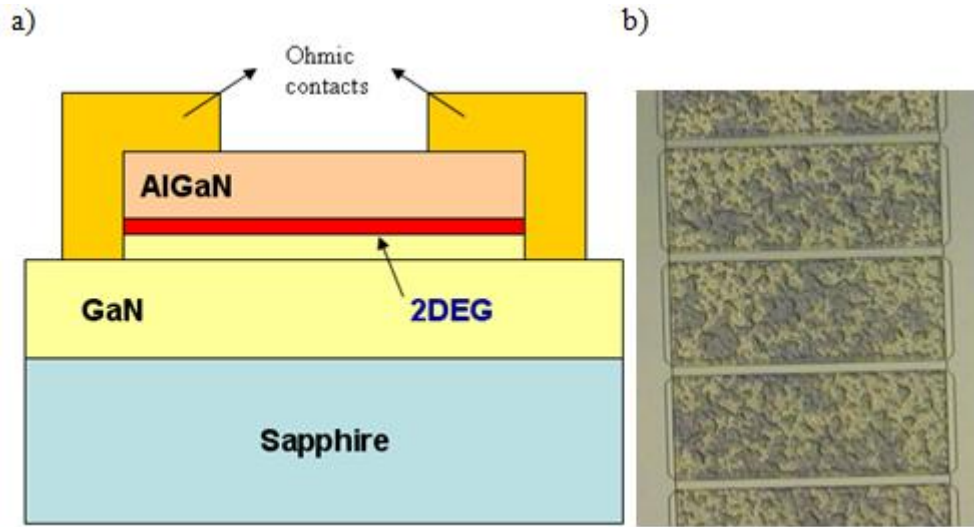 a)
b)
Ohmic
contacts
AlGaN
GaN
2DEG
Sapphire